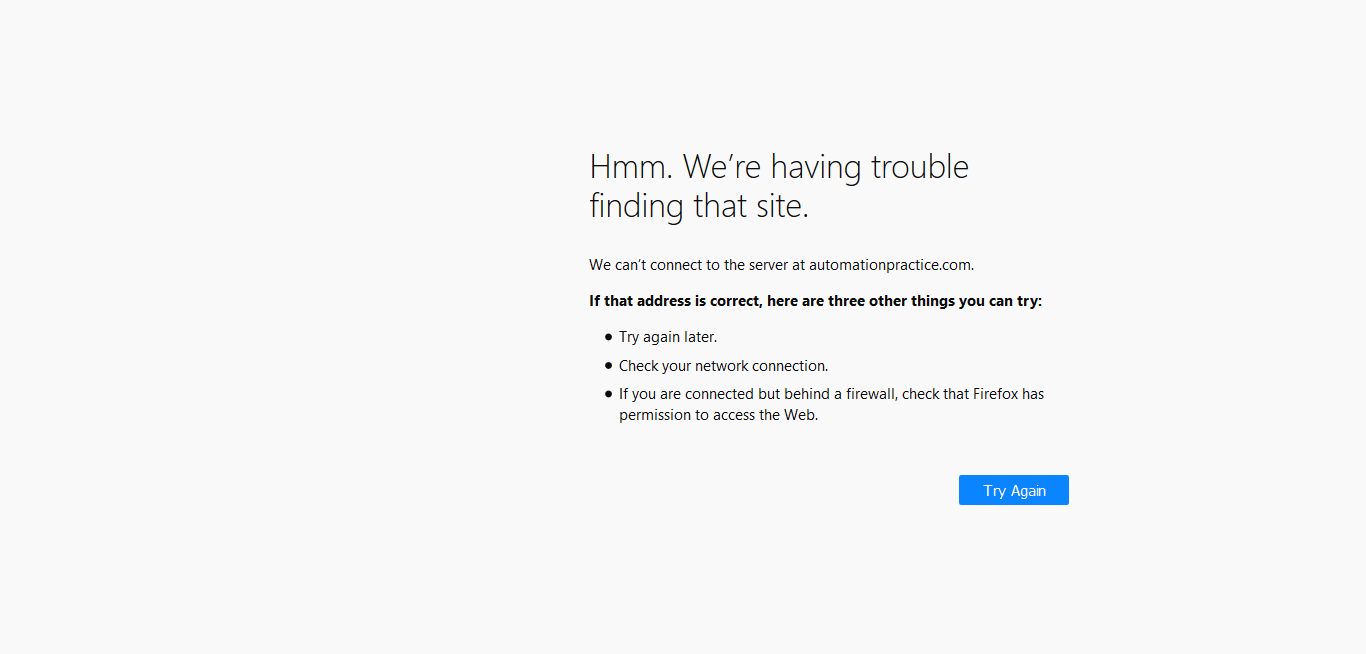 Hmm. We’re having trouble
finding that site.
We can’t connect to the server at automationpractice.com.
If that address is correct, here are three other things you can try:
● Try again later.
● Check your network connection.
● If you are connected but behind a firewall, check that Firefox has
permission to access the Web.
Try Again